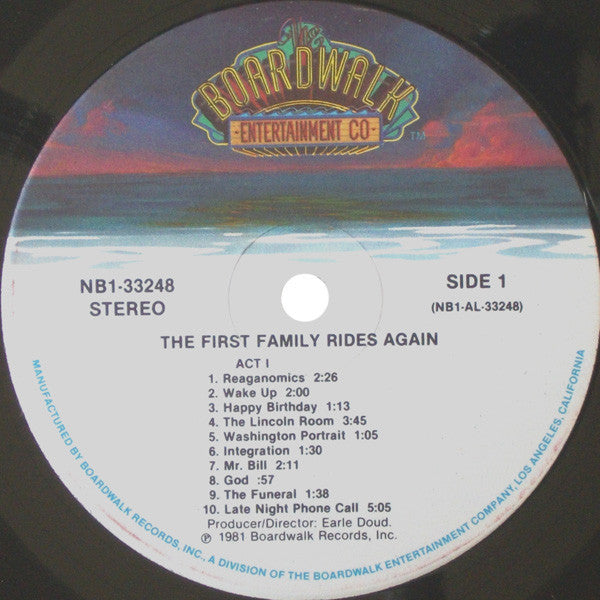 The
BOARDWALK
ENTERTAINMENT CO
TM
NB1-33248
STEREO
SIDE 1
(NB1-AL-33248)
THE FIRST FAMILY RIDES AGAIN
ACT I
1. Reaganomics 2:26
2. Wake Up 2:00
3. Happy Birthday 1:13
4. The Lincoln Room 3:45
5. Washington Portrait 1:05
6. Integration 1:30
7. Mr. Bill 2:11
8. God :57
9. The Funeral 1:38
10. Late Night Phone Call 5:05
Producer/Director: Earle Doud.
℗ 1981 Boardwalk Records, Inc.
MANUFACTURED BY BOARDWALK RECORDS, INC., A DIVISION OF THE BOARDWALK ENTERTAINMENT COMPANY, LOS ANGELES, CALIFORNIA